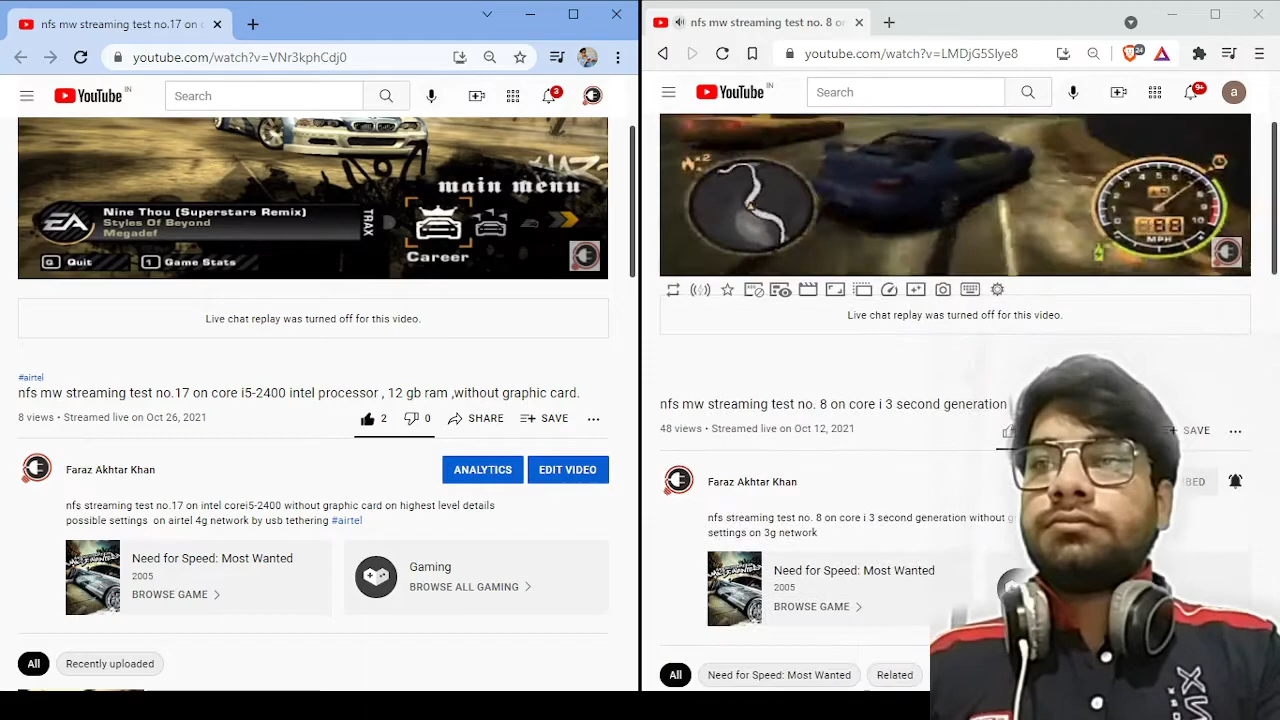 nfs mw streaming test no.17 on c
youtube.com/watch?v=VNr3kphCdj0
YouTube IN
Search
3
main menu
Nine Thou (Superstars Remix)
Styles Of Beyond
Megadef
EA
TRAX
Career
Q Quit
1 Game Stats
Live chat replay was turned off for this video.
#airtel
nfs mw streaming test no.17 on core i5-2400 intel processor , 12 gb ram ,without graphic card.
8 views • Streamed live on Oct 26, 2021
2
0
SHARE
SAVE
Faraz Akhtar Khan
ANALYTICS
EDIT VIDEO
nfs streaming test no.17 on intel corei5-2400 without graphic card on highest level details
possible settings on airtel 4g network by usb tethering #airtel
Need for Speed: Most Wanted
2005
BROWSE GAME
Gaming
BROWSE ALL GAMING
All
Recently uploaded
nfs mw streaming test no. 8 on
youtube.com/watch?v=LMDjG5Slye8
24
YouTube IN
Search
9+
a
x2
MPH
Live chat replay was turned off for this video.
nfs mw streaming test no. 8 on core i 3 second generation
48 views • Streamed live on Oct 12, 2021
SAVE
Faraz Akhtar Khan
BED
nfs streaming test no. 8 on core i 3 second generation without g
settings on 3g network
Need for Speed: Most Wanted
2005
BROWSE GAME
All
Need for Speed: Most Wanted
Related